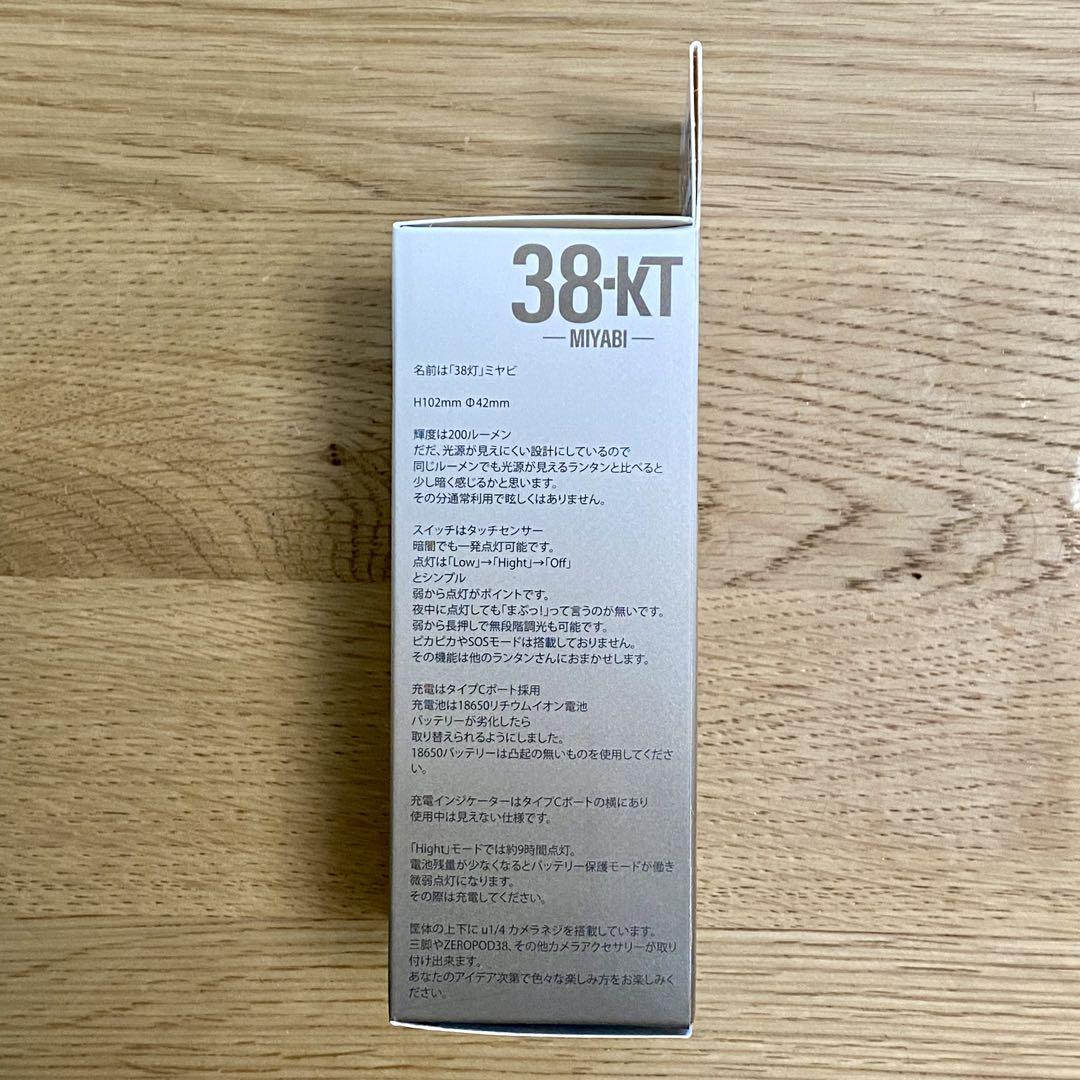 38-KT
— MIYABI —
名前は「38灯」ミヤビ
H102mm Φ42mm
輝度は200ルーメン
だだ、光源が見えにくい設計にしているので
同じルーメンでも光源が見えるランタンと比べると
少し暗く感じるかと思います。
その分通常利用で眩しくはありません。
スイッチはタッチセンサー
暗闇でも一発点灯可能です。
点灯は「Low」→「Hight」→「Off」
とシンプル
弱から点灯がポイントです。
夜中に点灯しても「まぶっ!」って言うのが無いです。
弱から長押しで無段階調光も可能です。
ピカピカやSOSモードは搭載しておりません。
その機能は他のランタンさんにおまかせします。
充電はタイプCポート採用
充電池は18650リチウムイオン電池
バッテリーが劣化したら
取り替えられるようにしました。
18650バッテリーは凸起の無いものを使用してくださ
い。
充電インジケーターはタイプCポートの横にあり
使用中は見えない仕様です。
「Hight」モードでは約9時間点灯。
電池残量が少なくなるとバッテリー保護モードが働き
微弱点灯になります。
その際は充電してください。
筐体の上下に u1/4 カメラネジを搭載しています。
三脚やZEROPOD38、その他カメラアクセサリーが取り
付け出来ます。
あなたのアイデア次第で色々な楽しみ方をお楽しみく
ださい。